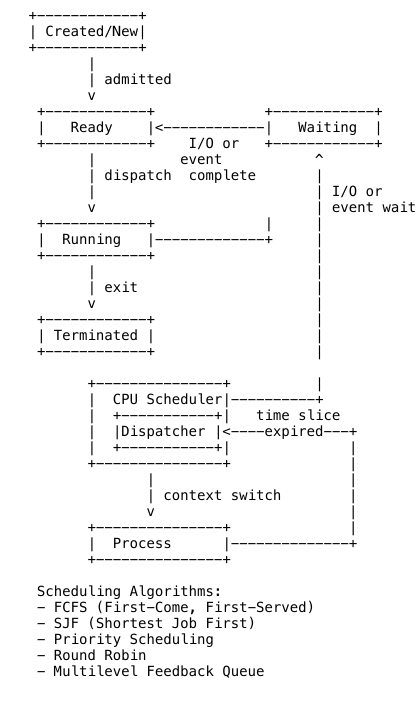 Created/New
admitted
Ready
Waiting
I/O or
event
dispatch complete
I/O or
event wait
Running
exit
Terminated
CPU Scheduler
time slice
Dispatcher
expired
context switch
Process
Scheduling Algorithms:
- FCFS (First-Come, First-Served)
- SJF (Shortest Job First)
- Priority Scheduling
- Round Robin
- Multilevel Feedback Queue